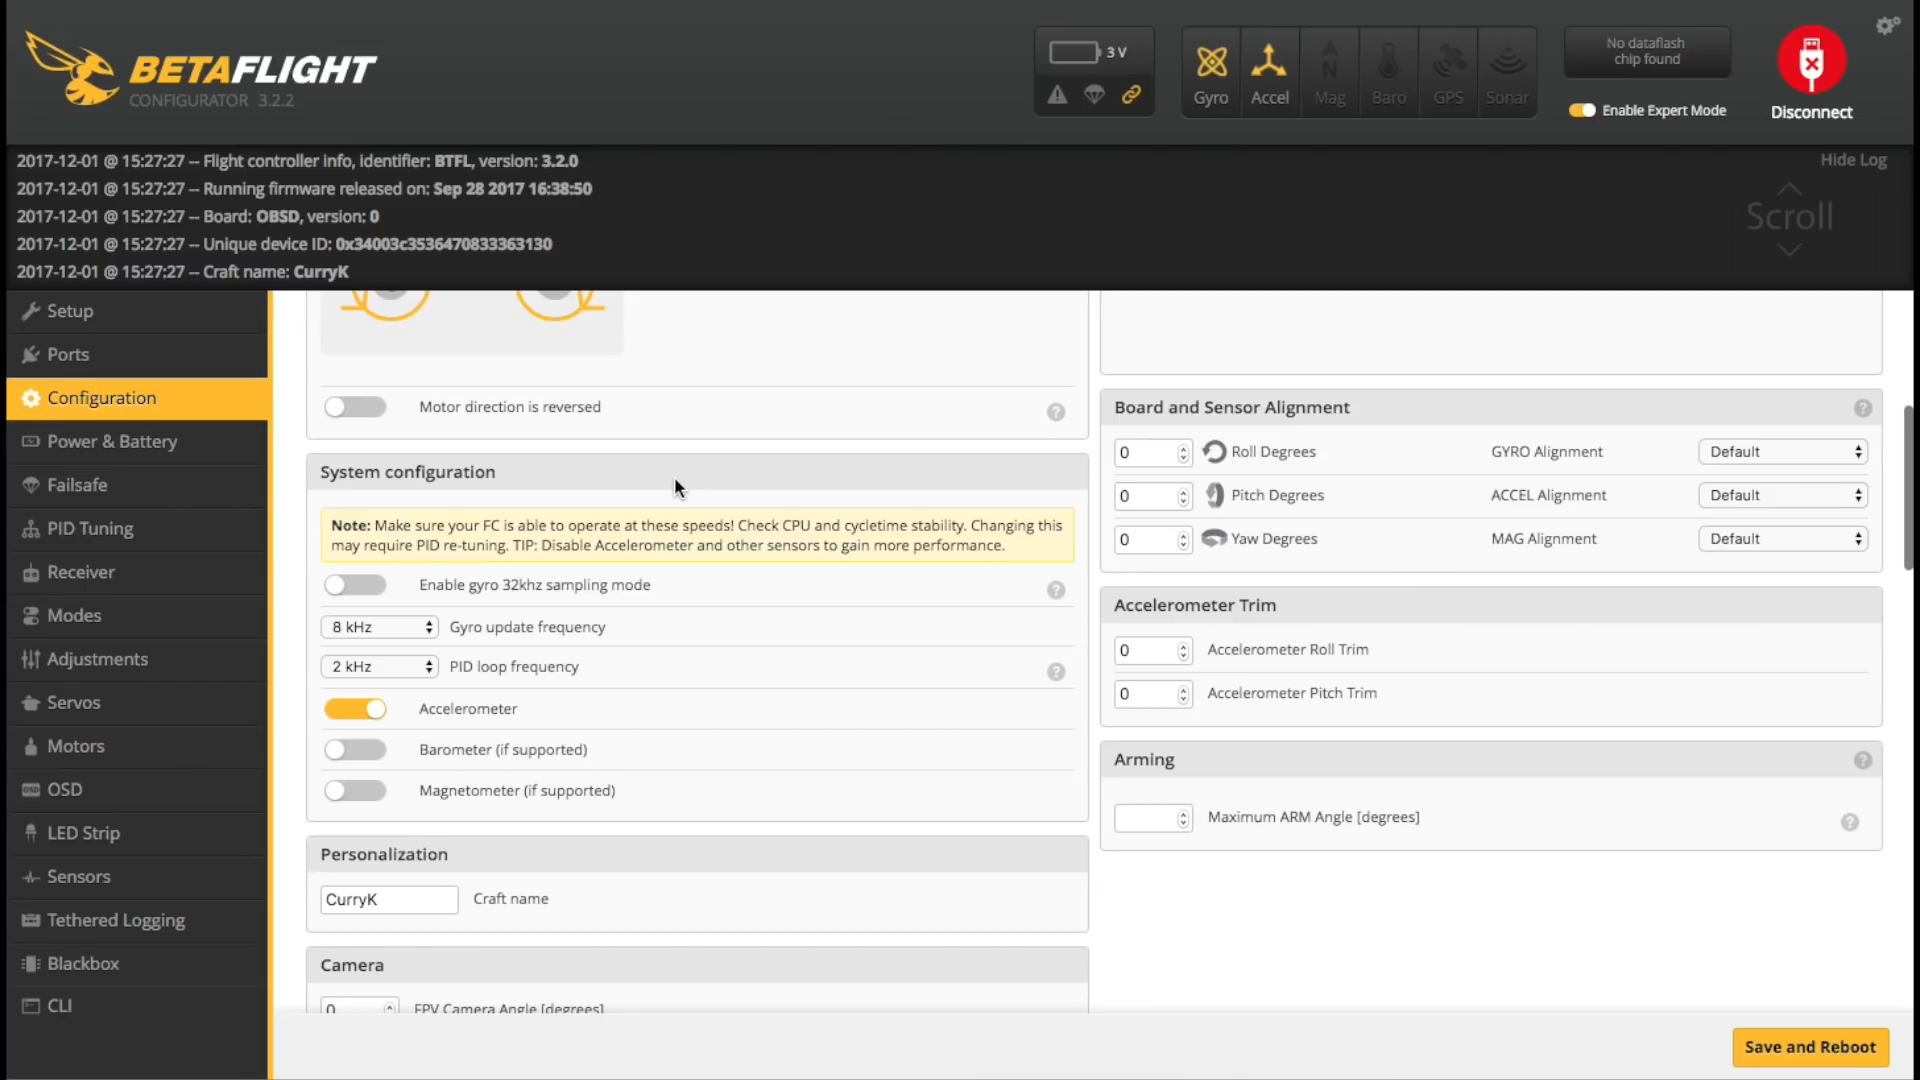 BETAFLIGHT
CONFIGURATOR 3.2.2
3 V
Gyro
Accel
Mag
Baro
GPS
Sonar
No dataflash
chip found
Enable Expert Mode
Disconnect
2017-12-01 @ 15:27:27 -- Flight controller info, identifier: BTFL, version: 3.2.0
2017-12-01 @ 15:27:27 -- Running firmware released on: Sep 28 2017 16:38:50
2017-12-01 @ 15:27:27 -- Board: OBSD, version: 0
2017-12-01 @ 15:27:27 -- Unique device ID: 0x34003c3536470833363130
2017-12-01 @ 15:27:27 -- Craft name: CurryK
Hide Log
Scroll
Setup
Ports
Configuration
Power & Battery
Failsafe
PID Tuning
Receiver
Modes
Adjustments
Servos
Motors
OSD
LED Strip
Sensors
Tethered Logging
Blackbox
CLI
Motor direction is reversed
System configuration
Note: Make sure your FC is able to operate at these speeds! Check CPU and cycletime stability. Changing this
may require PID re-tuning. TIP: Disable Accelerometer and other sensors to gain more performance.
Enable gyro 32khz sampling mode
8 kHz Gyro update frequency
2 kHz PID loop frequency
Accelerometer
Barometer (if supported)
Magnetometer (if supported)
Personalization
CurryK Craft name
Camera
0 FPV Camera Angle [degrees]
Board and Sensor Alignment
0 Roll Degrees GYRO Alignment Default
0 Pitch Degrees ACCEL Alignment Default
0 Yaw Degrees MAG Alignment Default
Accelerometer Trim
0 Accelerometer Roll Trim
0 Accelerometer Pitch Trim
Arming
Maximum ARM Angle [degrees]
Save and Reboot